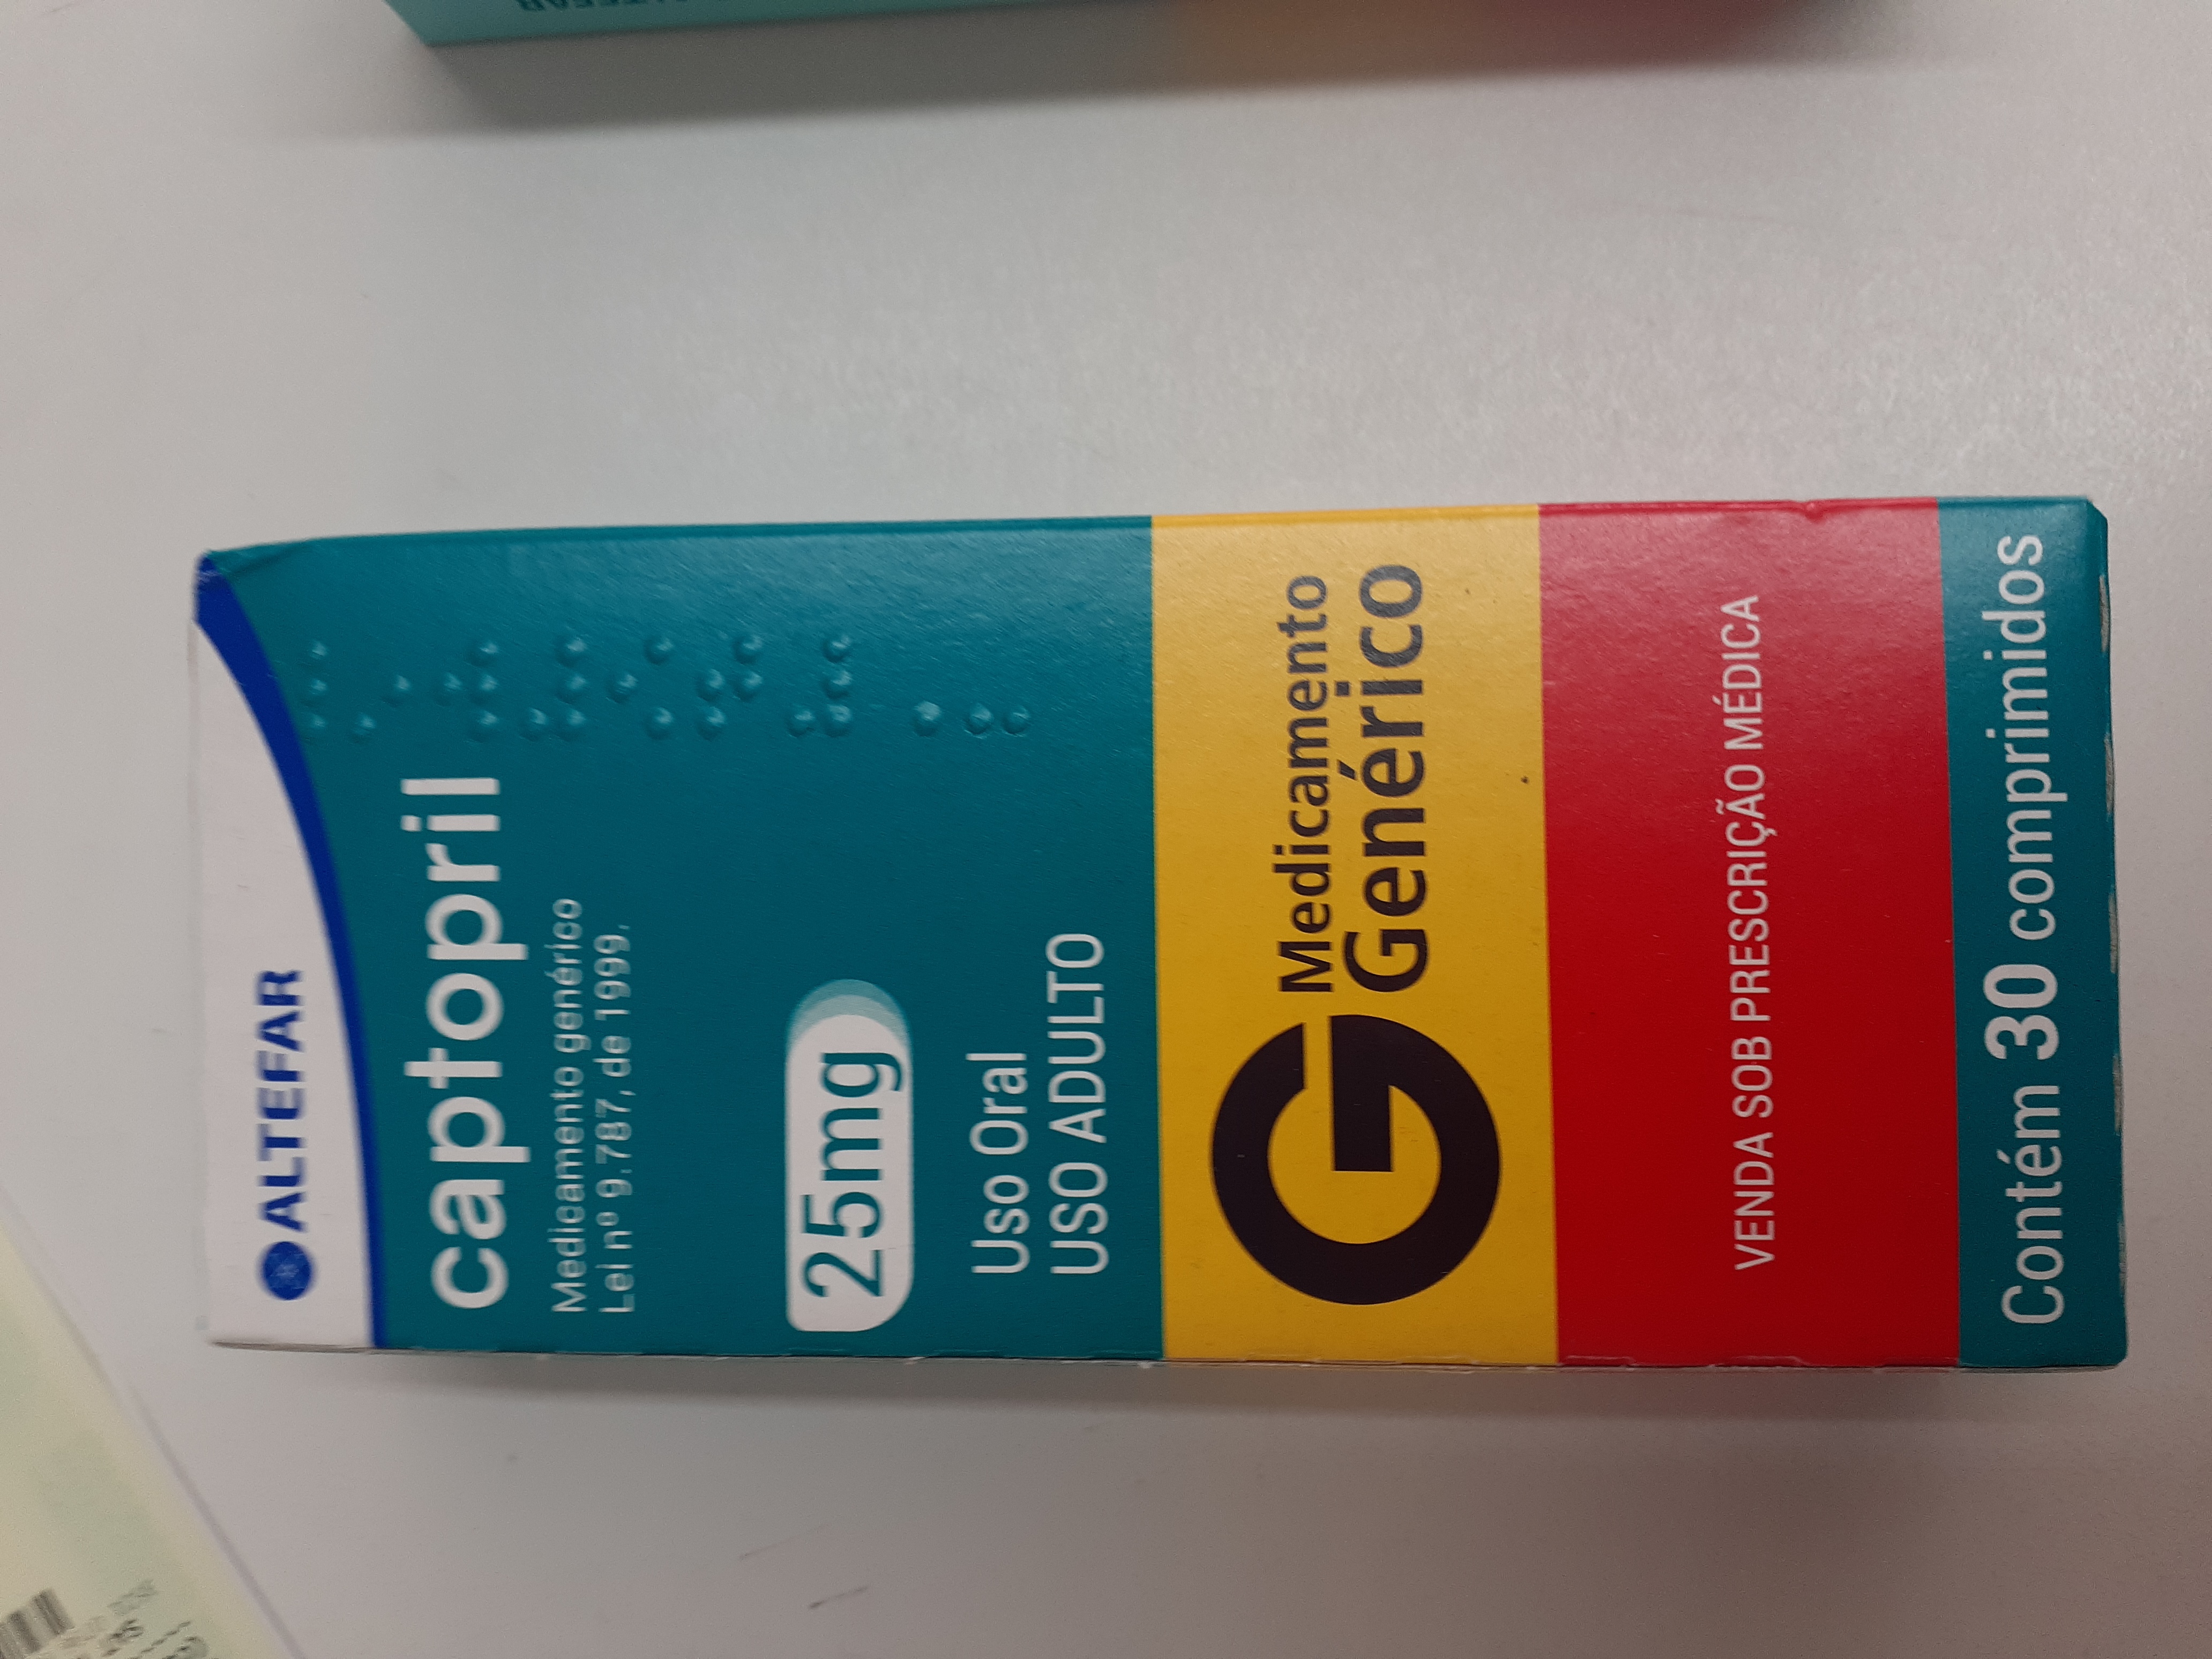 ALTEFAR
captopril
Medicamento genérico
Lei nº 9.787, de 1999.
25mg
Uso Oral
USO ADULTO
G Medicamento
Genérico
VENDA SOB PRESCRIÇÃO MÉDICA
Contém 30 comprimidos